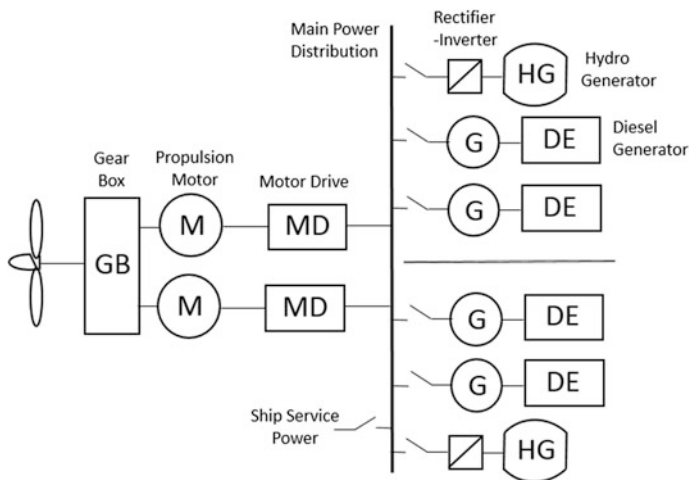 Main Power
Distribution
Rectifier
-Inverter
HG
Hydro
Generator
G
DE
Diesel
Generator
Gear
Box
Propulsion
Motor
Motor Drive
G
DE
M
MD
GB
M
MD
G
DE
G
DE
Ship Service
Power
HG